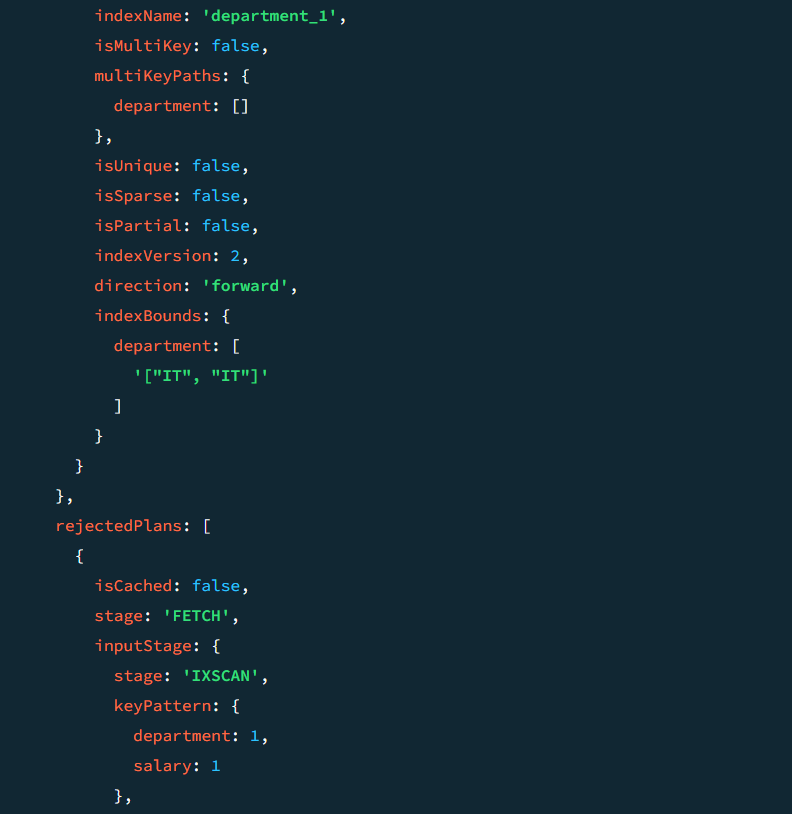 indexName: 'department_1',
isMultiKey: false,
multiKeyPaths: {
department: []
},
isUnique: false,
isSparse: false,
isPartial: false,
indexVersion: 2,
direction: 'forward',
indexBounds: {
department: [
'["IT", "IT"]'
]
}
}
},
rejectedPlans: [
{
isCached: false,
stage: 'FETCH',
inputStage: {
stage: 'IXSCAN',
keyPattern: {
department: 1,
salary: 1
},